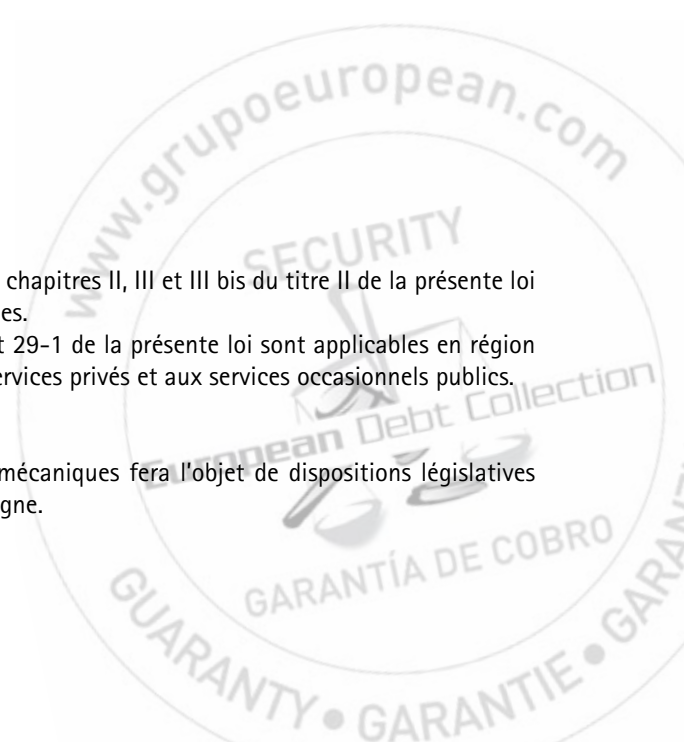 www.grupoeuropean.com
SECURITY
chapitres II, III et III bis du titre II de la présente loi
es.
t 29-1 de la présente loi sont applicables en région
ervices privés et aux services occasionnels publics.
European Debt Collection
mécaniques fera l'objet de dispositions législatives
gne.
GARANTÍA DE COBRO
GUARANTY • GARANTIE • GARANTI